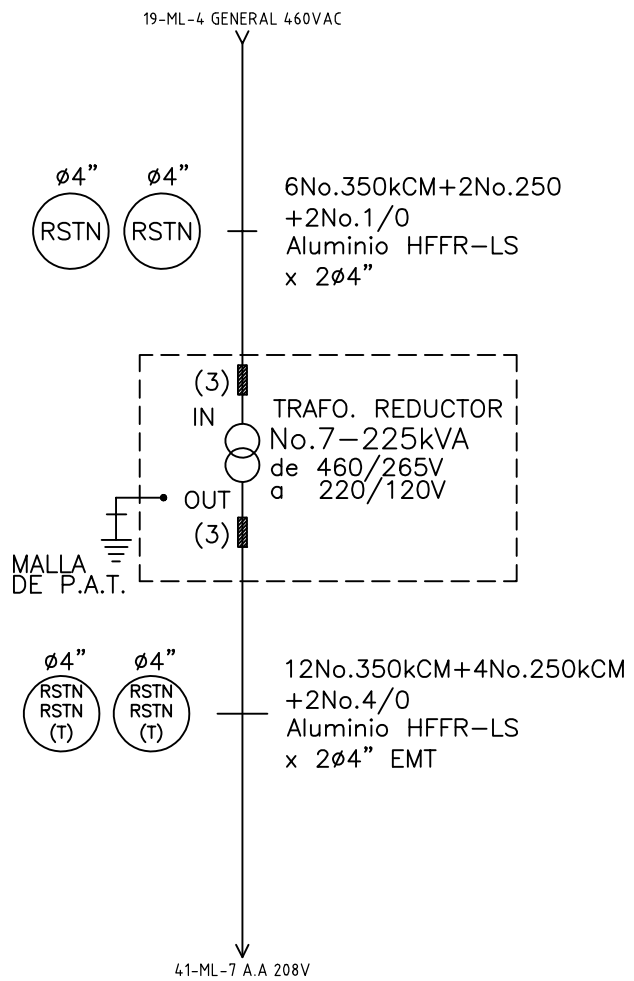 19-ML-4 GENERAL 460VAC
ø4" ø4"
RSTN RSTN
6No.350kCM+2No.250
+2No.1/0
Aluminio HFFR-LS
x 2ø4"
(3)
IN
TRAFO. REDUCTOR
No.7-225kVA
de 460/265V
a 220/120V
OUT
(3)
MALLA
DE P.A.T.
ø4" ø4"
RSTN RSTN
RSTN RSTN
(T) (T)
12No.350kCM+4No.250kCM
+2No.4/0
Aluminio HFFR-LS
x 2ø4" EMT
41-ML-7 A.A 208V